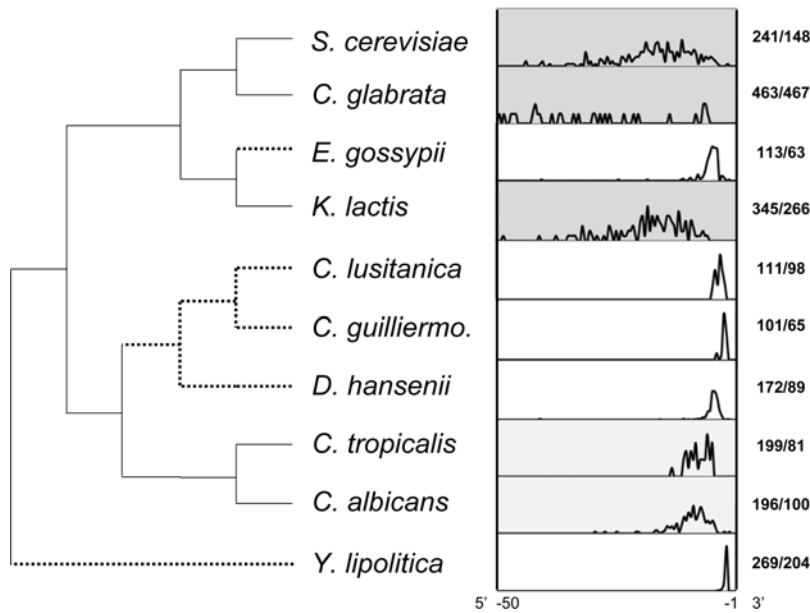 S. cerevisiae 241/148
C. glabrata 463/467
E. gossypii 113/63
K. lactis 345/266
C. lusitanica 111/98
C. guilliermo. 101/65
D. hansenii 172/89
C. tropicalis 199/81
C. albicans 196/100
Y. lipolitica 269/204
5' -50 -1 3'